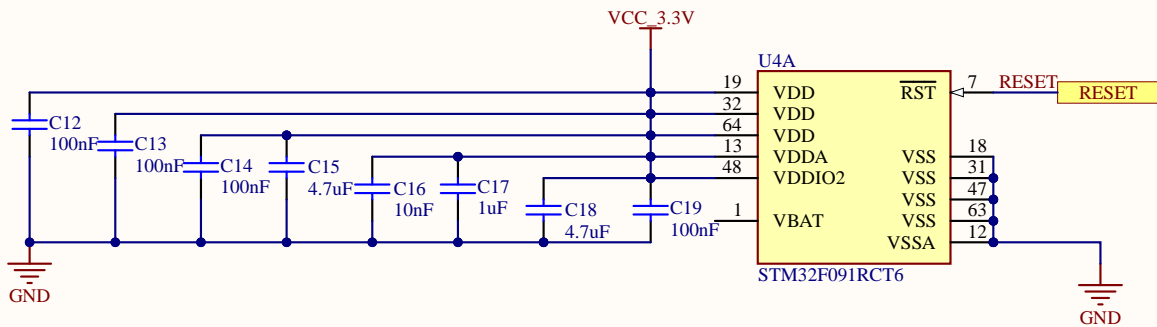 VCC_3.3V
U4A
19 VDD
32 VDD
64 VDD
13 VDDA
48 VDDIO2
1 VBAT
RST 7 RESET RESET
VSS 18
VSS 31
VSS 47
VSS 63
VSSA 12
STM32F091RCT6
C12
100nF
C13
100nF
C14
100nF
C15
4.7uF
C16
10nF
C17
1uF
C18
4.7uF
C19
100nF
GND
GND